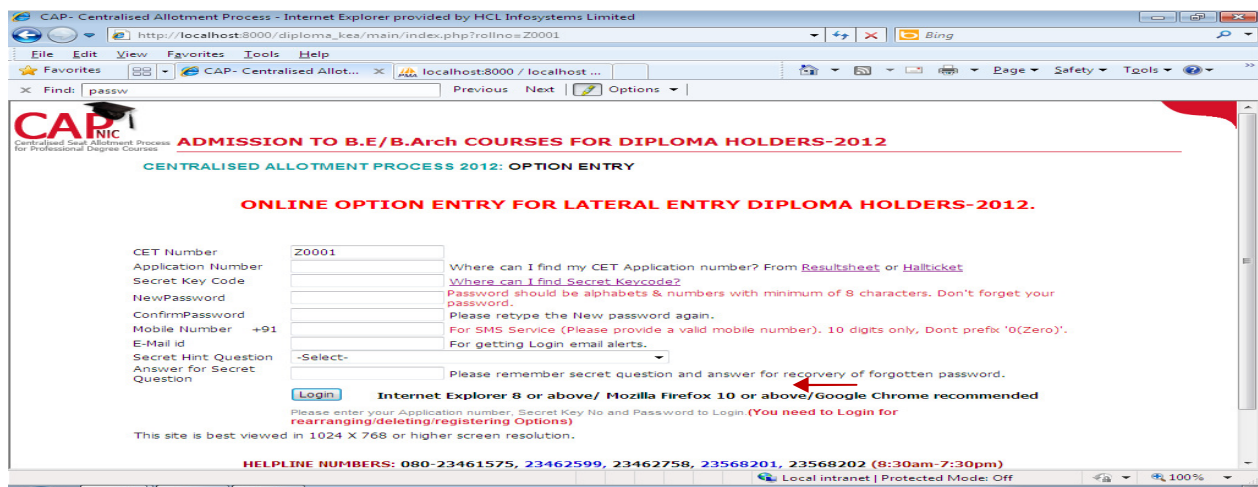 CAP- Centralised Allotment Process - Internet Explorer provided by HCL Infosystems Limited
http://localhost:8000/diploma_kea/main/index.php?rollno=Z0001
Bing
File Edit View Favorites Tools Help
Favorites CAP- Centralised Allot... localhost:8000 / localhost ... Page Safety Tools
Find: passw Previous Next Options
CAP NIC
Centralised Seat Allotment Process
for Professional Degree Courses
ADMISSION TO B.E/B.Arch COURSES FOR DIPLOMA HOLDERS-2012
CENTRALISED ALLOTMENT PROCESS 2012: OPTION ENTRY
ONLINE OPTION ENTRY FOR LATERAL ENTRY DIPLOMA HOLDERS-2012.
CET Number Z0001
Application Number Where can I find my CET Application number? From Resultsheet or Hallticket
Secret Key Code Where can I find Secret Keycode?
NewPassword Password should be alphabets & numbers with minimum of 8 characters. Don't forget your
password.
ConfirmPassword Please retype the New password again.
Mobile Number +91 For SMS Service (Please provide a valid mobile number). 10 digits only, Dont prefix '0(Zero)'.
E-Mail id For getting Login email alerts.
Secret Hint Question -Select-
Answer for Secret
Question Please remember secret question and answer for recorvery of forgotten password.
Login Internet Explorer 8 or above/ Mozilla Firefox 10 or above/Google Chrome recommended
Please enter your Application number, Secret Key No and Password to Login.(You need to Login for
rearranging/deleting/registering Options)
This site is best viewed in 1024 X 768 or higher screen resolution.
HELPLINE NUMBERS: 080-23461575, 23462599, 23462758, 23568201, 23568202 (8:30am-7:30pm)
Local intranet | Protected Mode: Off 100%